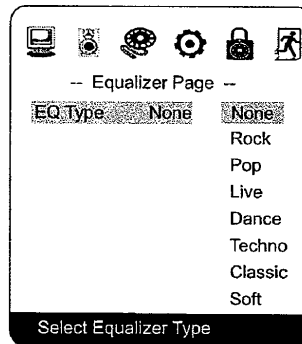 -- Equalizer Page --
EQ Type None None
Rock
Pop
Live
Dance
Techno
Classic
Soft
Select Equalizer Type